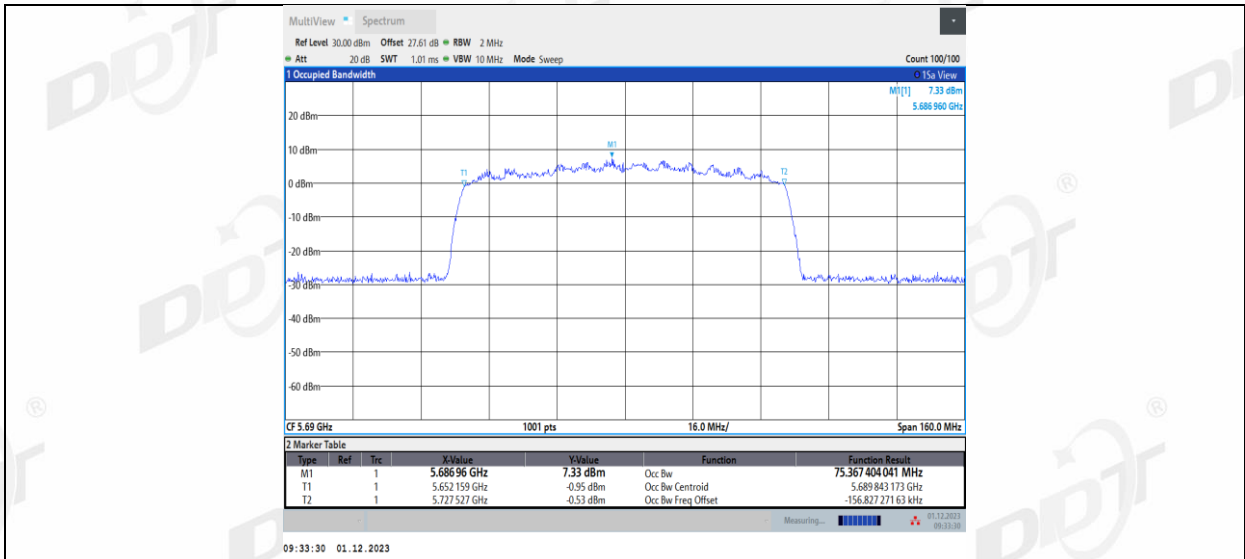 MultiView Spectrum
Ref Level 30.00 dBm Offset 27.61 dB RBW 2 MHz
Att 20 dB SWT 1.01 ms VBW 10 MHz Mode Sweep Count 100/100
1 Occupied Bandwidth 1Sa View
M1[1] 7.33 dBm
5.686 960 GHz
20 dBm
10 dBm
M1
T1 T2
0 dBm
-10 dBm
-20 dBm
-30 dBm
-40 dBm
-50 dBm
-60 dBm
CF 5.69 GHz 1001 pts 16.0 MHz/ Span 160.0 MHz
2 Marker Table
Type Ref Trc X-Value Y-Value Function Function Result
M1 1 5.686 96 GHz 7.33 dBm Occ Bw 75.367 404 041 MHz
T1 1 5.652 159 GHz -0.95 dBm Occ Bw Centroid 5.689 843 173 GHz
T2 1 5.727 527 GHz -0.53 dBm Occ Bw Freq Offset -156.827 271 63 kHz
Measuring... 01.12.2023
09:33:30
09:33:30 01.12.2023
DDT
DDT
DDT
DDT
DDT
®
®
®